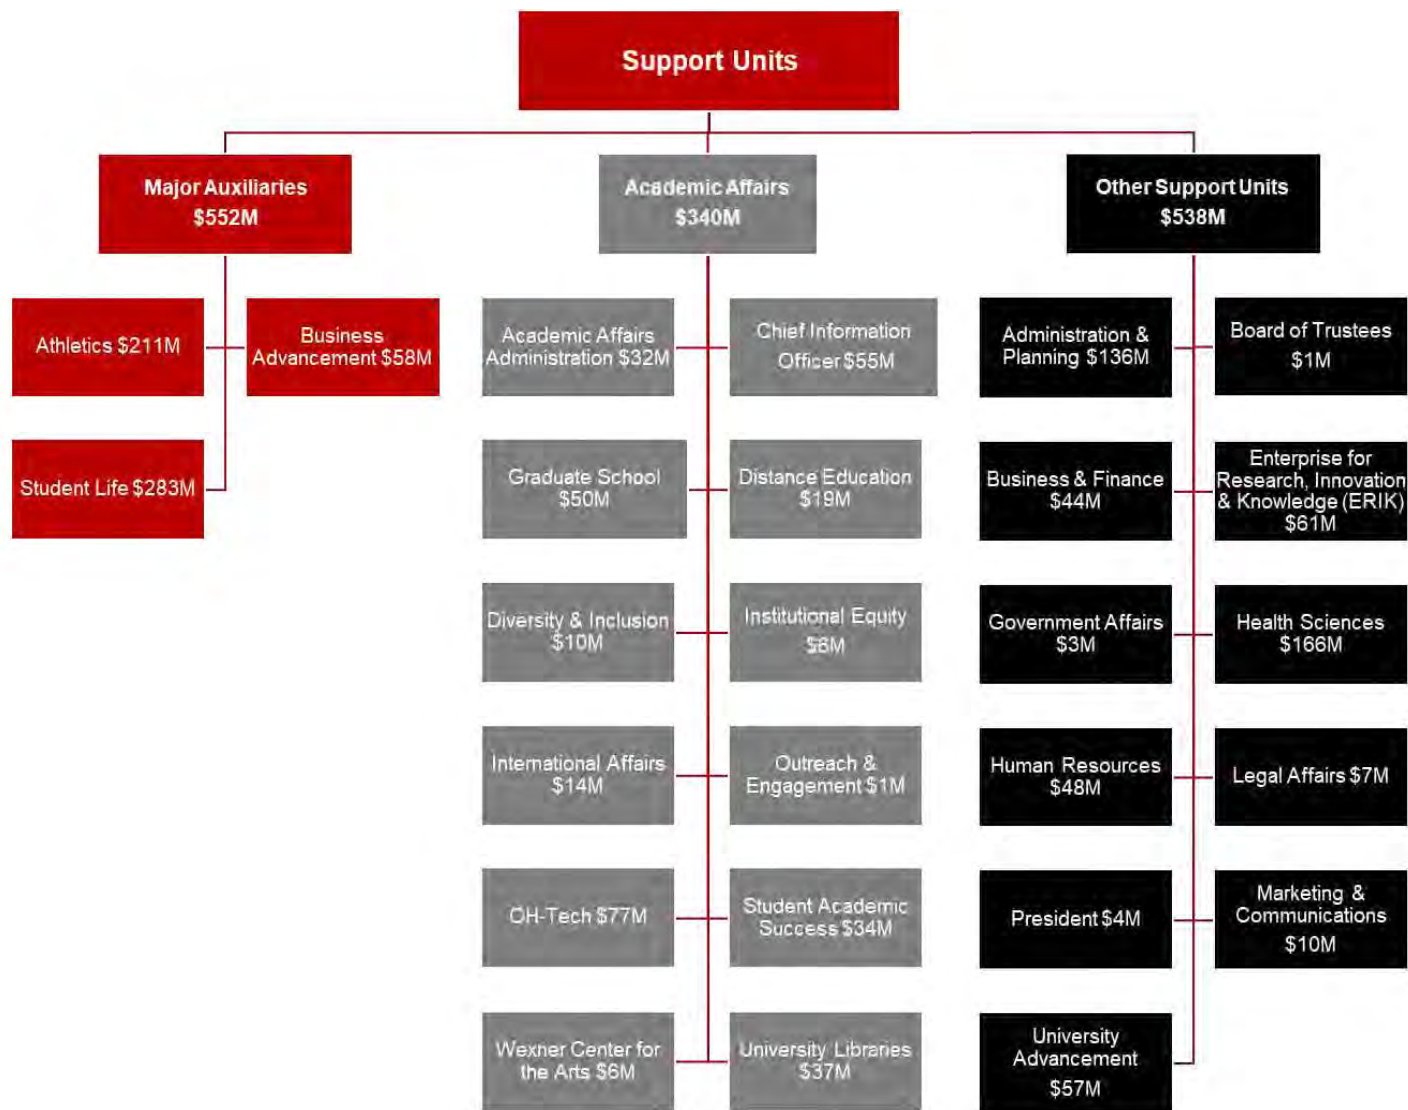 Support Units
Major Auxiliaries
$552M
Athletics $211M
Business
Advancement $58M
Student Life $283M
Academic Affairs
$340M
Academic Affairs
Administration $32M
Chief Information
Officer $55M
Graduate School
$50M
Distance Education
$19M
Diversity & Inclusion
$10M
Institutional Equity
$6M
International Affairs
$14M
Outreach &
Engagement $1M
OH-Tech $77M
Student Academic
Success $34M
Wexner Center for
the Arts $6M
University Libraries
$37M
Other Support Units
$538M
Administration &
Planning $136M
Board of Trustees
$1M
Business & Finance
$44M
Enterprise for
Research, Innovation
& Knowledge (ERIK)
$61M
Government Affairs
$3M
Health Sciences
$166M
Human Resources
$48M
Legal Affairs $7M
President $4M
Marketing &
Communications
$10M
University
Advancement
$57M